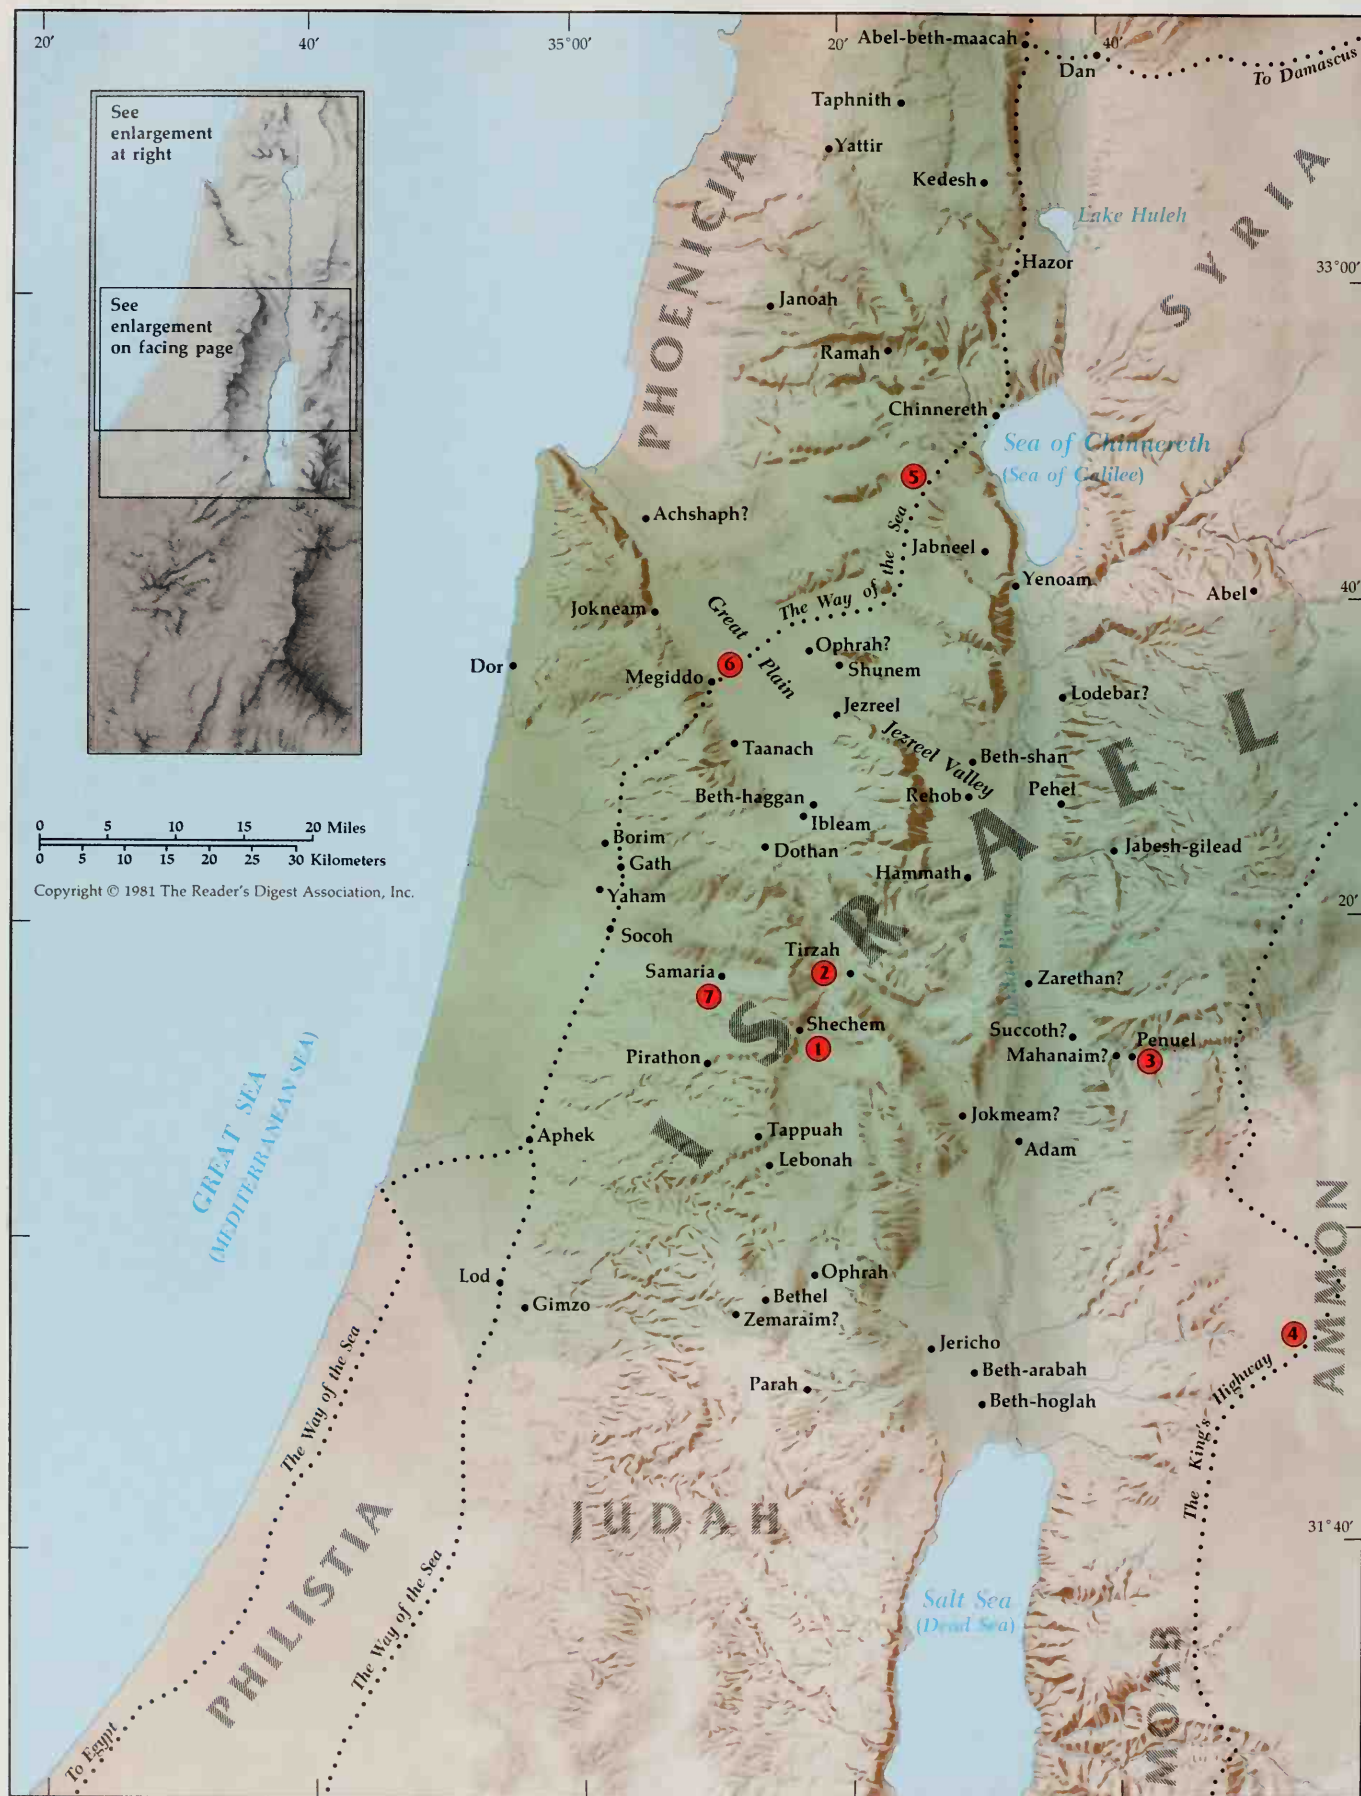 20′
40′
35°00′
20′
40′
Abel-beth-maacah
Dan
To Damascus
See
enlargement
at right
Taphnith
Yattir
Kedesh
PHOENICIA
SYRIA
Lake Huleh
Hazor
33°00′
See
enlargement
on facing page
Janoah
Ramah
Chinnereth
Sea of Chinnereth
(Sea of Galilee)
5
Achshaph?
The Way of the Sea
Jabneel
Yenoam
Abel
40′
Jokneam
Great Plain
Ophrah?
Shunem
Dor
6
Megiddo
Jezreel
Lodebar?
Taanach
Jezreel Valley
Beth-shan
ISRAEL
Beth-haggan
Rehob
Pehel
Ibleam
0 5 10 15 20 Miles
0 5 10 15 20 25 30 Kilometers
Borim
Dothan
Jabesh-gilead
Gath
Hammath
Copyright © 1981 The Reader's Digest Association, Inc.
Yaham
20′
Socoh
Tirzah
2
Samaria
7
Zarethan?
Shechem
1
Succoth?
Mahanaim?
Penuel
3
Pirathon
GREAT SEA
(MEDITERRANEAN SEA)
Jokmeam?
Aphek
Tappuah
Adam
Lebonah
AMMON
Lod
Ophrah
Gimzo
Bethel
Zemaraim?
4
Jericho
The Way of the Sea
Beth-arabah
Parah
Beth-hoglah
The King's Highway
JUDAH
31°40′
PHILISTIA
The Way of the Sea
Salt Sea
(Dead Sea)
MOAB
To Egypt